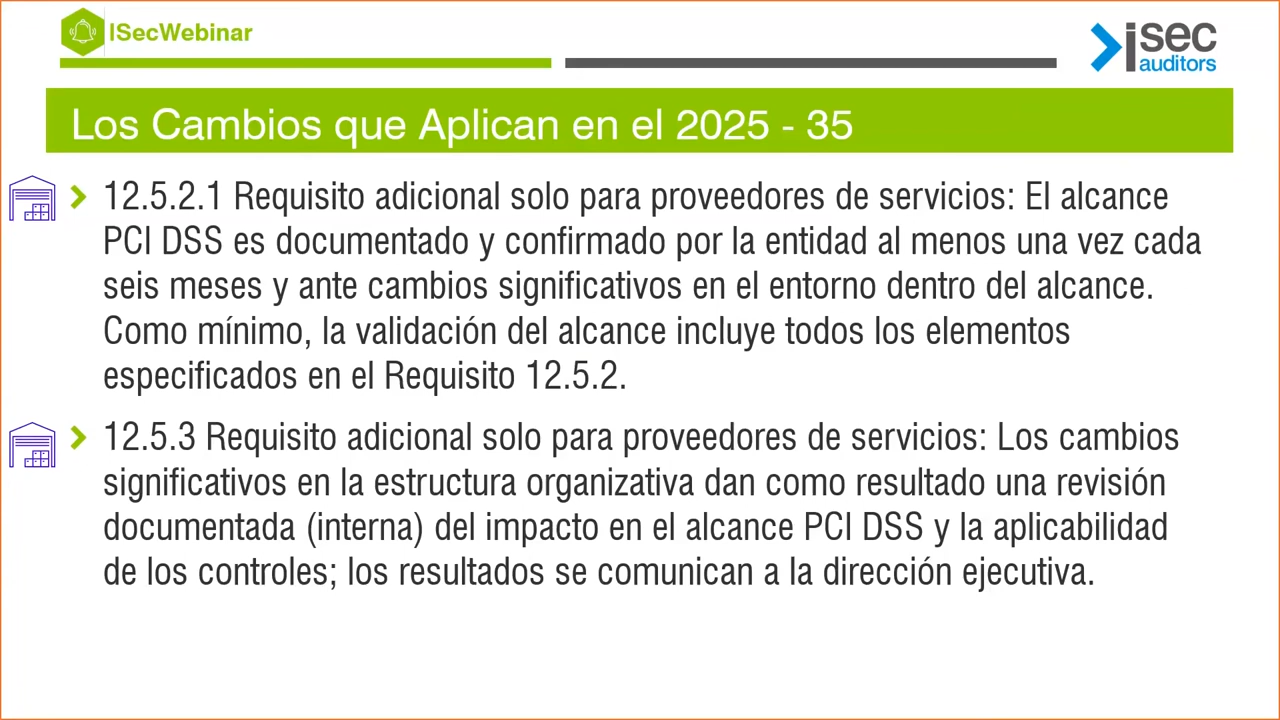 ISecWebinar
isec
auditors
Los Cambios que Aplican en el 2025 - 35
12.5.2.1 Requisito adicional solo para proveedores de servicios: El alcance
PCI DSS es documentado y confirmado por la entidad al menos una vez cada
seis meses y ante cambios significativos en el entorno dentro del alcance.
Como mínimo, la validación del alcance incluye todos los elementos
especificados en el Requisito 12.5.2.
12.5.3 Requisito adicional solo para proveedores de servicios: Los cambios
significativos en la estructura organizativa dan como resultado una revisión
documentada (interna) del impacto en el alcance PCI DSS y la aplicabilidad
de los controles; los resultados se comunican a la dirección ejecutiva.